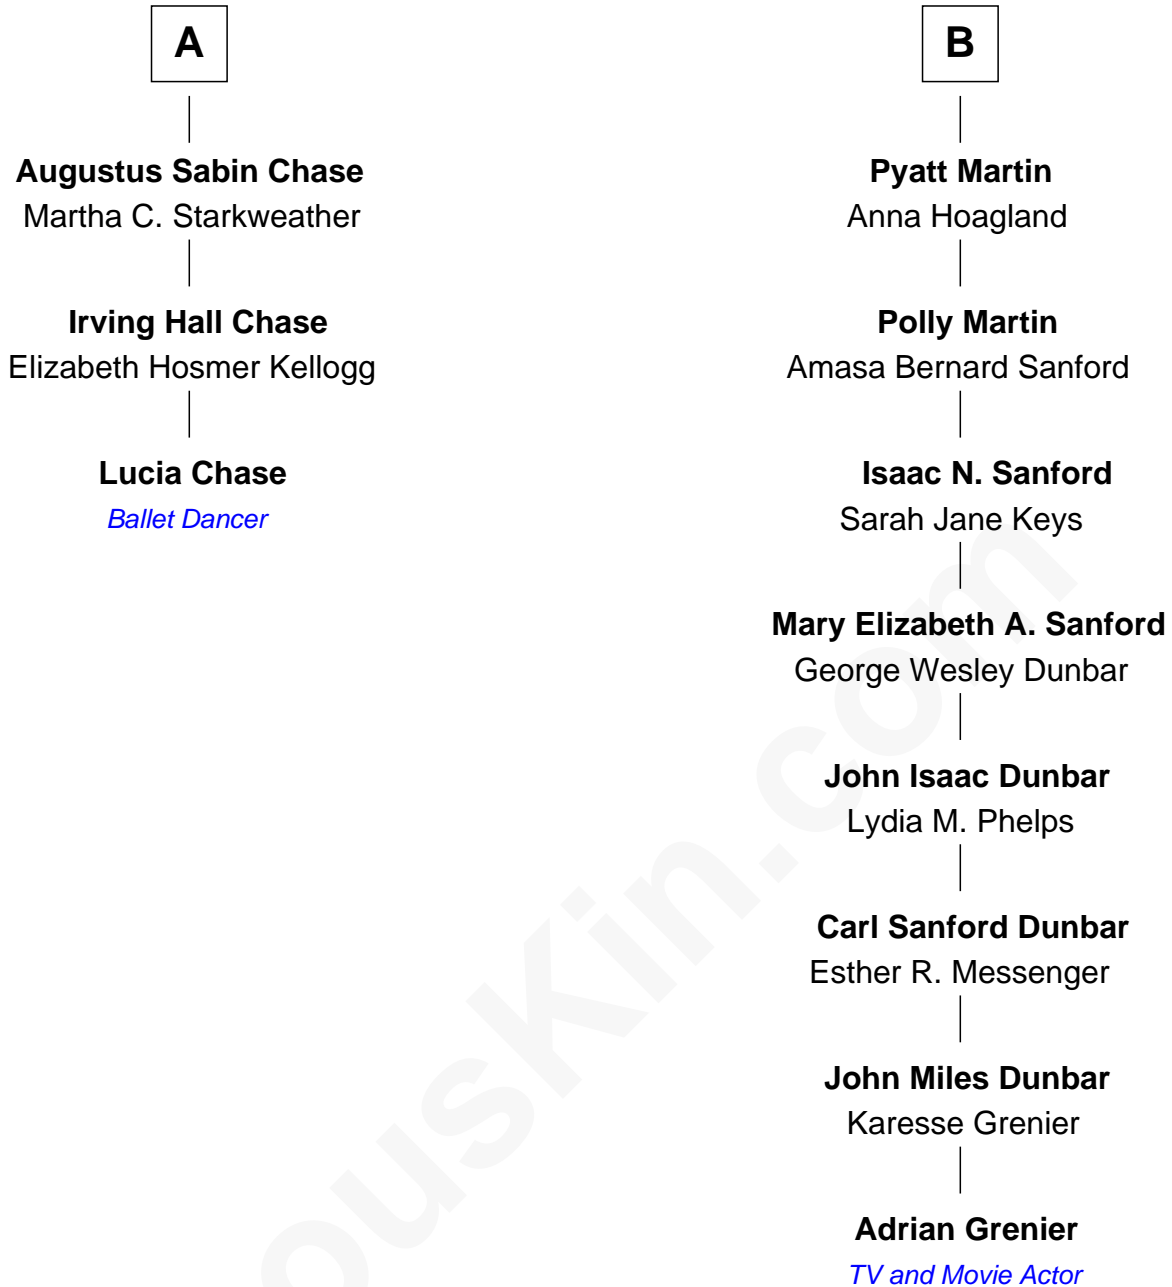 A
Augustus Sabin Chase
Martha C. Starkweather
Irving Hall Chase
Elizabeth Hosmer Kellogg
Lucia Chase
Ballet Dancer
B
Pyatt Martin
Anna Hoagland
Polly Martin
Amasa Bernard Sanford
Isaac N. Sanford
Sarah Jane Keys
Mary Elizabeth A. Sanford
George Wesley Dunbar
John Isaac Dunbar
Lydia M. Phelps
Carl Sanford Dunbar
Esther R. Messenger
John Miles Dunbar
Karesse Grenier
Adrian Grenier
TV and Movie Actor
ousKin.com